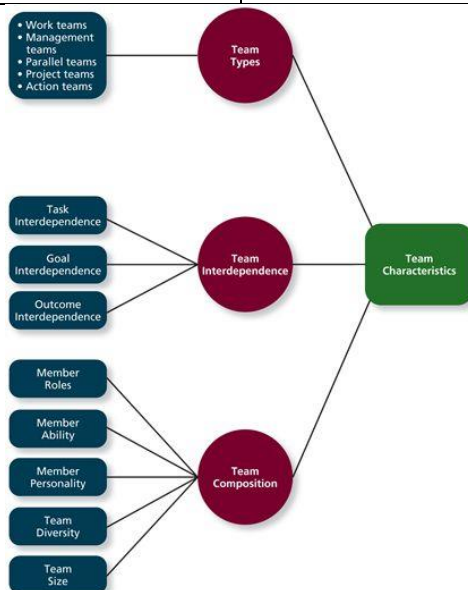 • Work teams
• Management
teams
• Parallel teams
• Project teams
• Action teams
Team
Types
Task
Interdependence
Goal
Interdependence
Outcome
Interdependence
Team
Interdependence
Team
Characteristics
Member
Roles
Member
Ability
Member
Personality
Team
Diversity
Team
Size
Team
Composition